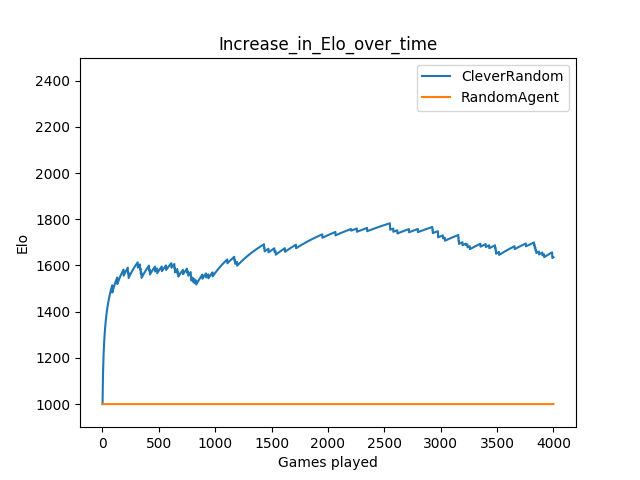 Increase_in_Elo_over_time
CleverRandom
RandomAgent
2400
2200
2000
1800
1600
1400
1200
1000
Elo
0 500 1000 1500 2000 2500 3000 3500 4000
Games played